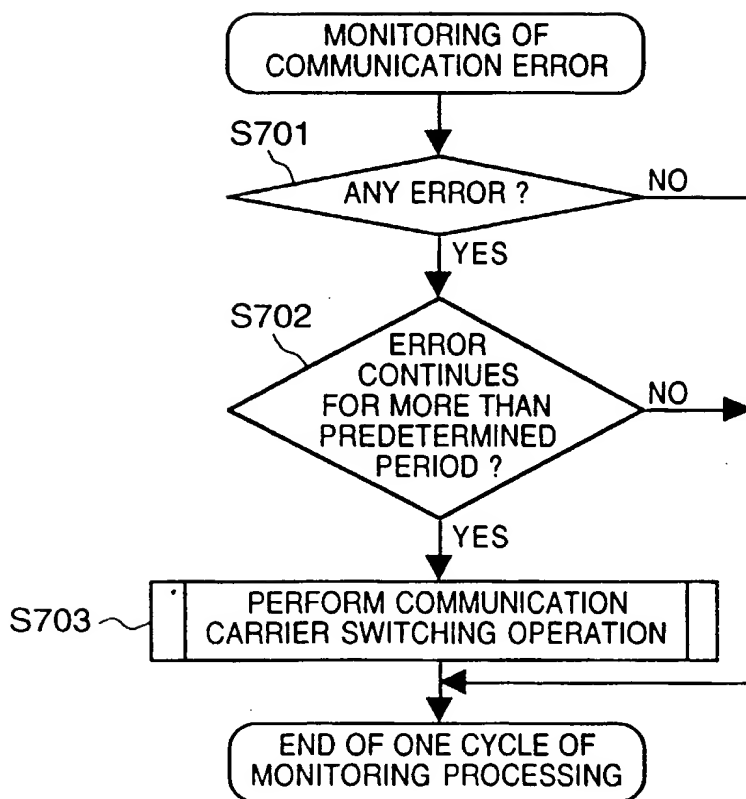 MONITORING OF
COMMUNICATION ERROR
S701
ANY ERROR ?
NO
YES
S702
ERROR
CONTINUES
FOR MORE THAN
PREDETERMINED
PERIOD ?
NO
YES
S703
PERFORM COMMUNICATION
CARRIER SWITCHING OPERATION
END OF ONE CYCLE OF
MONITORING PROCESSING